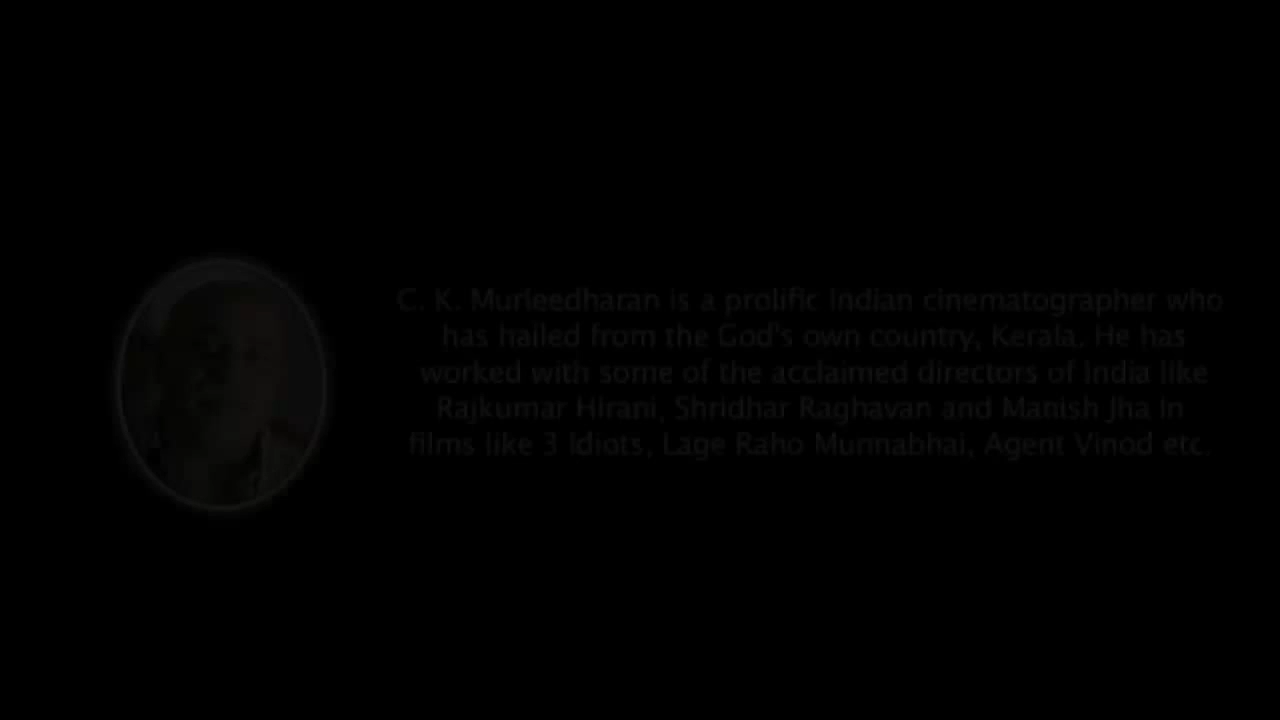 C. K. Murleedharan is a prolific Indian cinematographer who
has hailed from the God's own country, Kerala. He has
worked with some of the acclaimed directors of India like
Rajkumar Hirani, Shridhar Raghavan and Manish Jha in
films like 3 Idiots, Lage Raho Munnabhai, Agent Vinod etc.